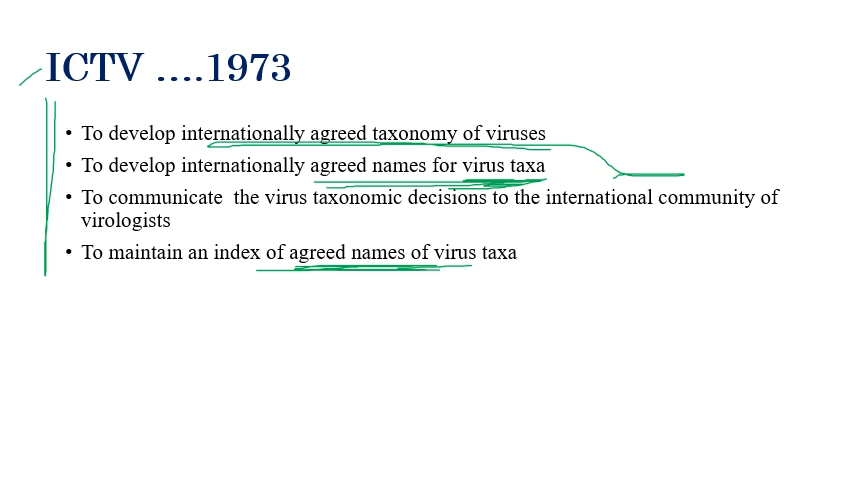 ICTV ....1973
• To develop internationally agreed taxonomy of viruses
• To develop internationally agreed names for virus taxa
• To communicate  the virus taxonomic decisions to the international community of
virologists
• To maintain an index of agreed names of virus taxa